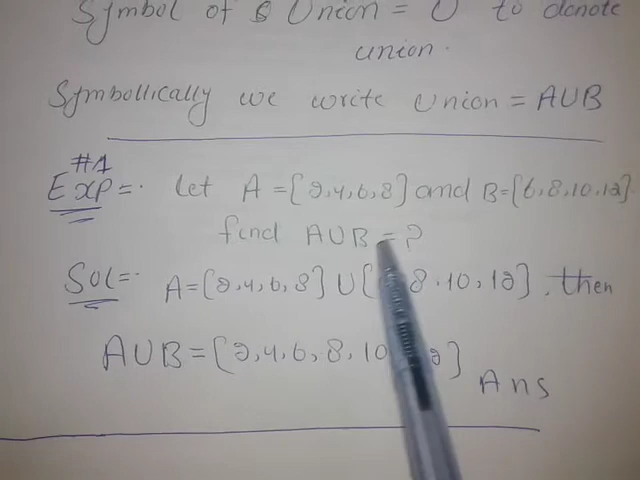 Symbol of Union = U to denote
union.
Symbollically we write Union = AUB
#1
Exp=. Let A = {2,4,6,8} and B={6,8,10,12}
find AUB = ?
Sol=. A={2,4,6,8} U { 8,10,12}, then
AUB = {2,4,6,8,10 2}
Ans